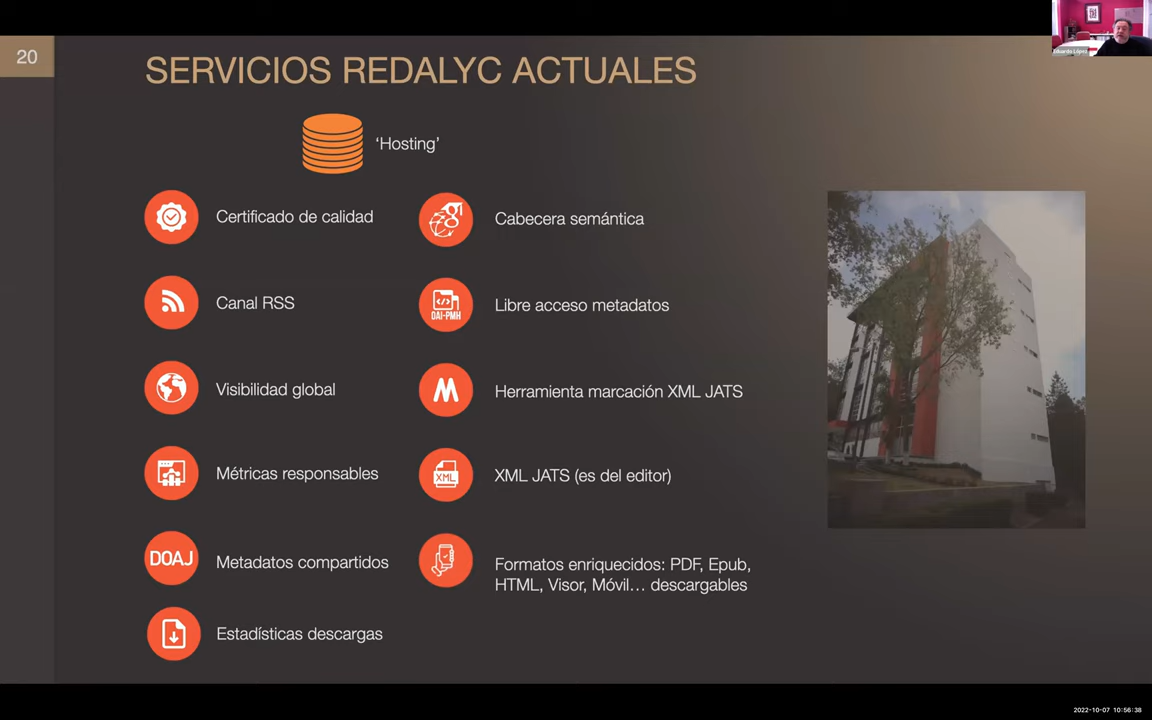 20
SERVICIOS REDALYC ACTUALES
‘Hosting’
Certificado de calidad
Canal RSS
Visibilidad global
Métricas responsables
DOAJ
Metadatos compartidos
Estadísticas descargas
Cabecera semántica
OAI-PMH
Libre acceso metadatos
Herramienta marcación XML JATS
XML
XML JATS (es del editor)
Formatos enriquecidos: PDF, Epub,
HTML, Visor, Móvil… descargables
Eduardo López
2022-10-07 10:56:38